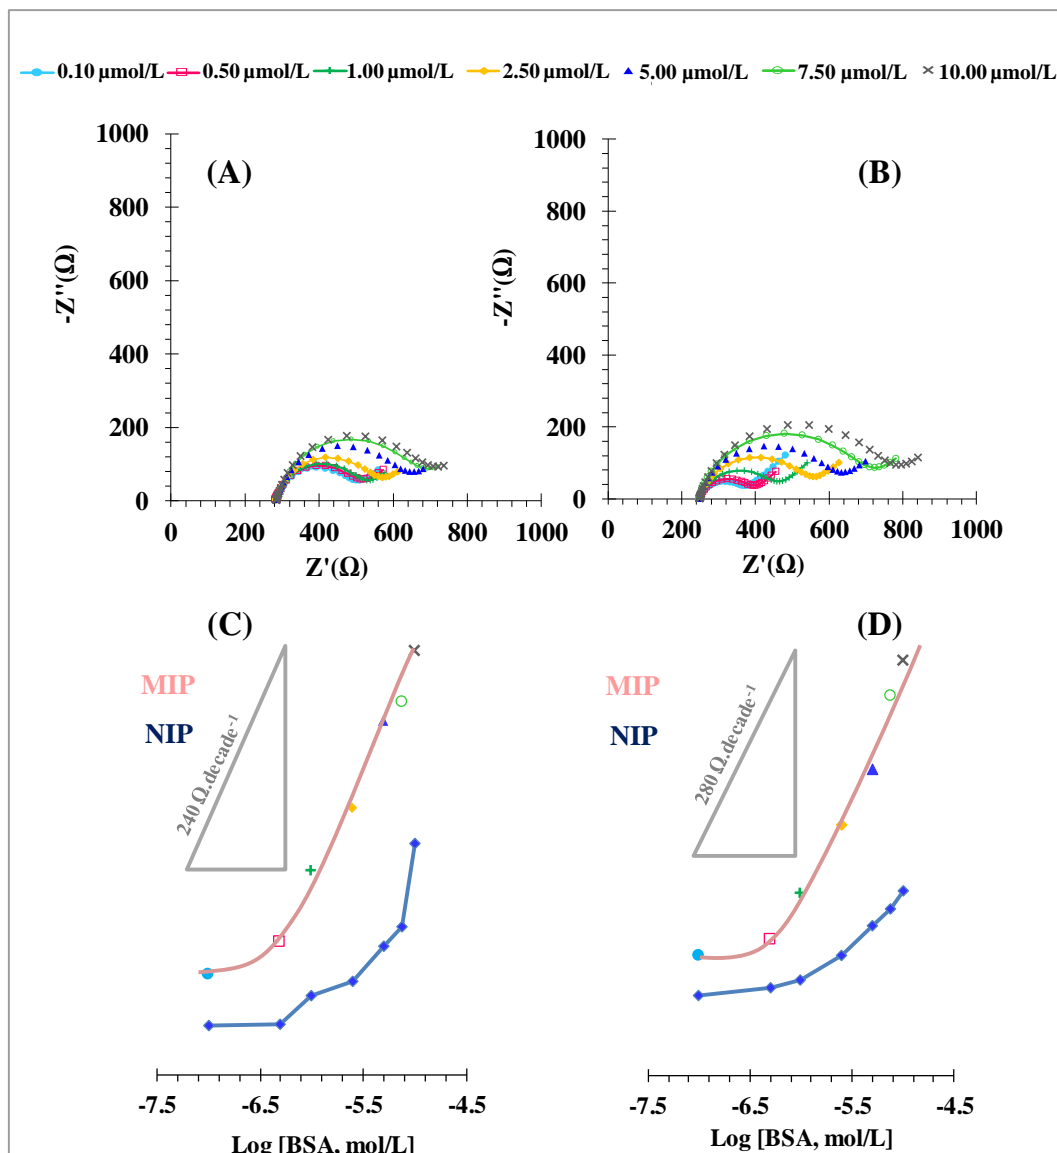 0.10 µmol/L 0.50 µmol/L 1.00 µmol/L 2.50 µmol/L 5.00 µmol/L 7.50 µmol/L 10.00 µmol/L
(A)
1000
800
600
400
200
0
-Z''(Ω)
0 200 400 600 800 1000
Z'(Ω)
(B)
1000
800
600
400
200
0
-Z''(Ω)
0 200 400 600 800 1000
Z'(Ω)
(C)
MIP
NIP
240 Ω.decade⁻¹
-7.5 -6.5 -5.5 -4.5
Log [BSA, mol/L]
(D)
MIP
NIP
280 Ω.decade⁻¹
-7.5 -6.5 -5.5 -4.5
Log [BSA, mol/L]